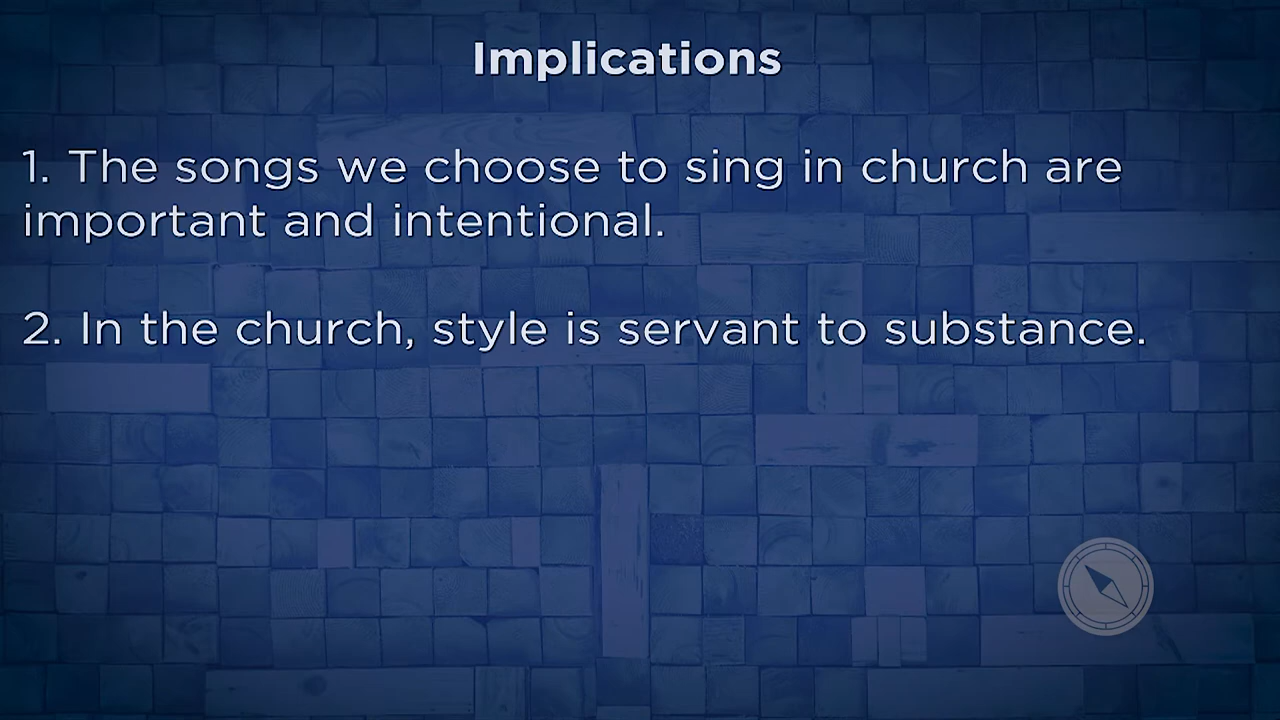 Implications
1. The songs we choose to sing in church are
important and intentional.
2. In the church, style is servant to substance.